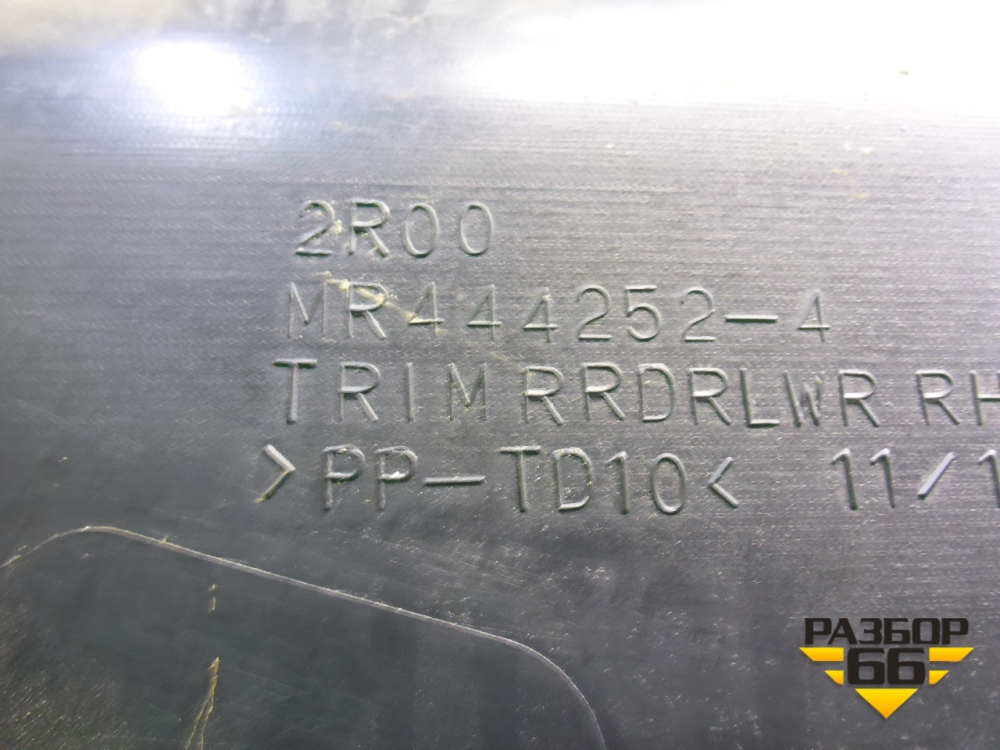 2R00
MR444252-4
TRIM RRDRLWR RH
>PP-TD10< 11/1
РАЗБОР
66